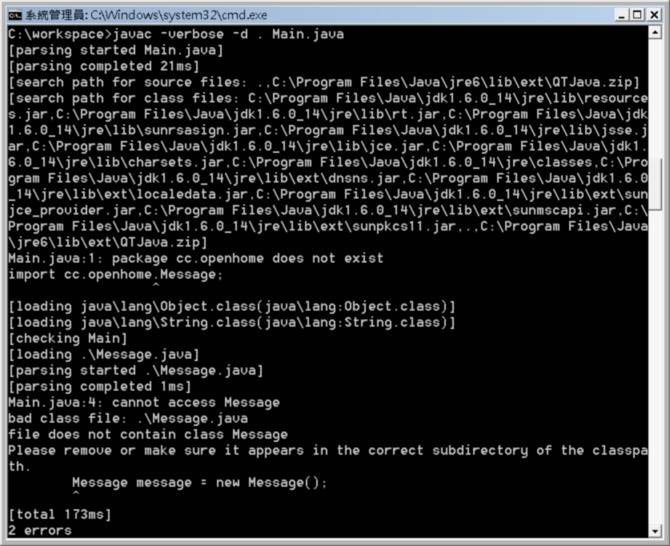 系統管理員: C:\Windows\system32\cmd.exe
C:\workspace>javac -verbose -d . Main.java
[parsing started Main.java]
[parsing completed 21ms]
[search path for source files: .,C:\Program Files\Java\jre6\lib\ext\QTJava.zip]
[search path for class files: C:\Program Files\Java\jdk1.6.0_14\jre\lib\resource
s.jar,C:\Program Files\Java\jdk1.6.0_14\jre\lib\rt.jar,C:\Program Files\Java\jdk
1.6.0_14\jre\lib\sunrsasign.jar,C:\Program Files\Java\jdk1.6.0_14\jre\lib\jsse.j
ar,C:\Program Files\Java\jdk1.6.0_14\jre\lib\jce.jar,C:\Program Files\Java\jdk1.
6.0_14\jre\lib\charsets.jar,C:\Program Files\Java\jdk1.6.0_14\jre\classes,C:\Pro
gram Files\Java\jdk1.6.0_14\jre\lib\ext\dnsns.jar,C:\Program Files\Java\jdk1.6.0
_14\jre\lib\ext\localedata.jar,C:\Program Files\Java\jdk1.6.0_14\jre\lib\ext\sun
jce_provider.jar,C:\Program Files\Java\jdk1.6.0_14\jre\lib\ext\sunmscapi.jar,C:\
Program Files\Java\jdk1.6.0_14\jre\lib\ext\sunpkcs11.jar,.,C:\Program Files\Java
\jre6\lib\ext\QTJava.zip]
Main.java:1: package cc.openhome does not exist
import cc.openhome.Message;
^
[loading java\lang\Object.class(java\lang:Object.class)]
[loading java\lang\String.class(java\lang:String.class)]
[checking Main]
[loading .\Message.java]
[parsing started .\Message.java]
[parsing completed 1ms]
Main.java:4: cannot access Message
bad class file: .\Message.java
file does not contain class Message
Please remove or make sure it appears in the correct subdirectory of the classpa
th.
Message message = new Message();
^
[total 173ms]
2 errors